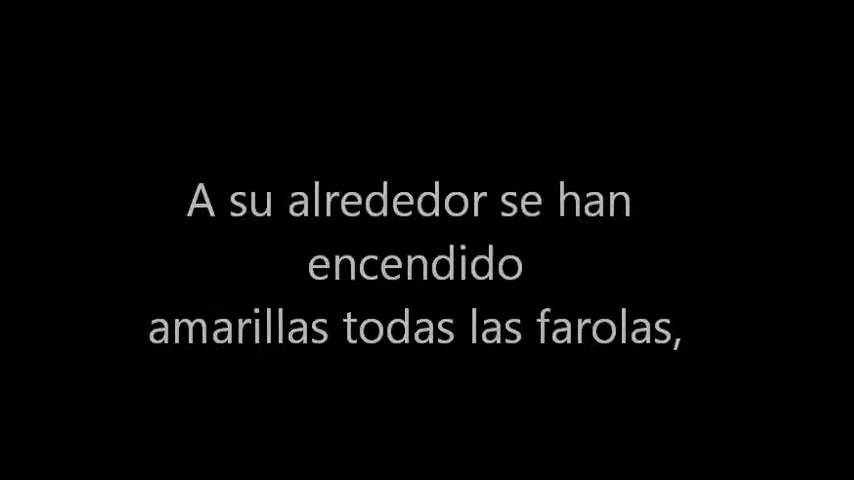 A su alrededor se han
encendido
amarillas todas las farolas,